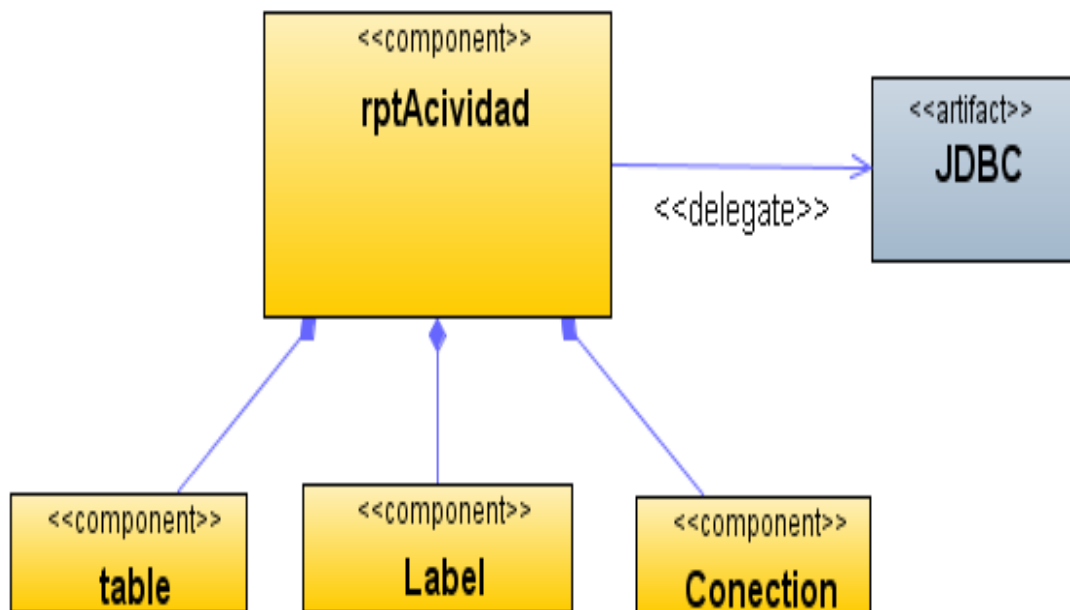 <<component>>
rptAcividad
<<artifact>>
JDBC
<<delegate>>
<<component>>
table
<<component>>
Label
<<component>>
Conection